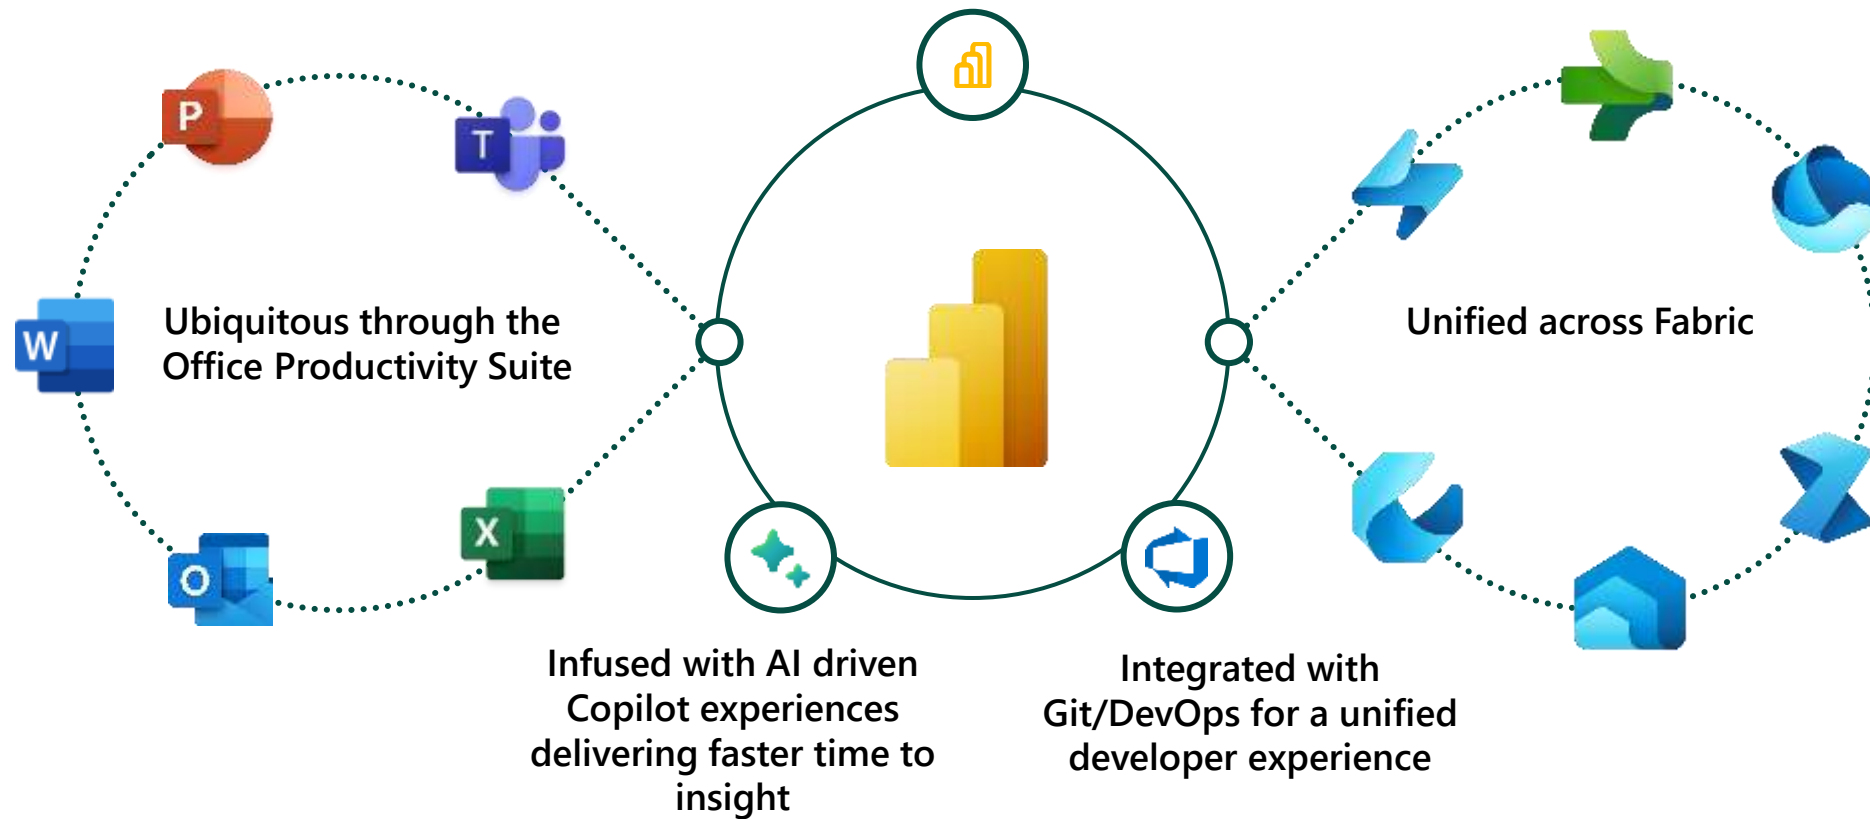 P
T
W
Ubiquitous through the
Office Productivity Suite
Unified across Fabric
X
O
Infused with AI driven
Copilot experiences
delivering faster time to
insight
Integrated with
Git/DevOps for a unified
developer experience